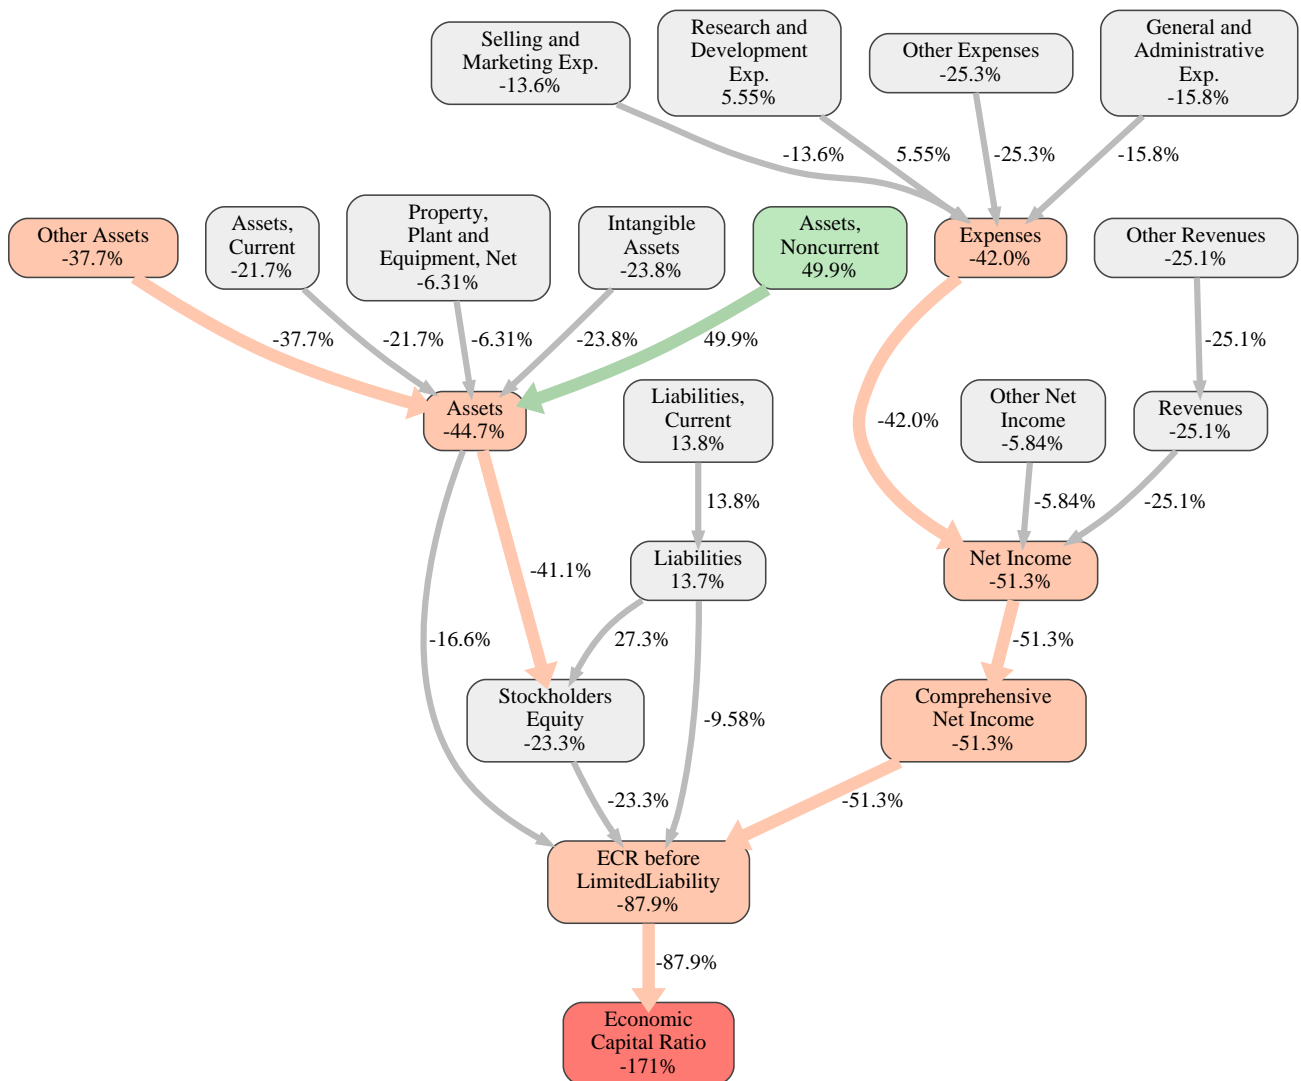 Selling and
Marketing Exp.
-13.6%
Research and
Development
Exp.
5.55%
Other Expenses
-25.3%
General and
Administrative
Exp.
-15.8%
-13.6%
5.55%
-25.3%
-15.8%
Other Assets
-37.7%
Assets,
Current
-21.7%
Property,
Plant and
Equipment, Net
-6.31%
Intangible
Assets
-23.8%
Assets,
Noncurrent
49.9%
Expenses
-42.0%
Other Revenues
-25.1%
-37.7%
-21.7%
-6.31%
-23.8%
49.9%
-25.1%
Assets
-44.7%
Liabilities,
Current
13.8%
-42.0%
Other Net
Income
-5.84%
Revenues
-25.1%
13.8%
-5.84%
-25.1%
-41.1%
Liabilities
13.7%
Net Income
-51.3%
-16.6%
27.3%
-51.3%
Stockholders
Equity
-23.3%
-9.58%
Comprehensive
Net Income
-51.3%
-23.3%
-51.3%
ECR before
LimitedLiability
-87.9%
-87.9%
Economic
Capital Ratio
-171%